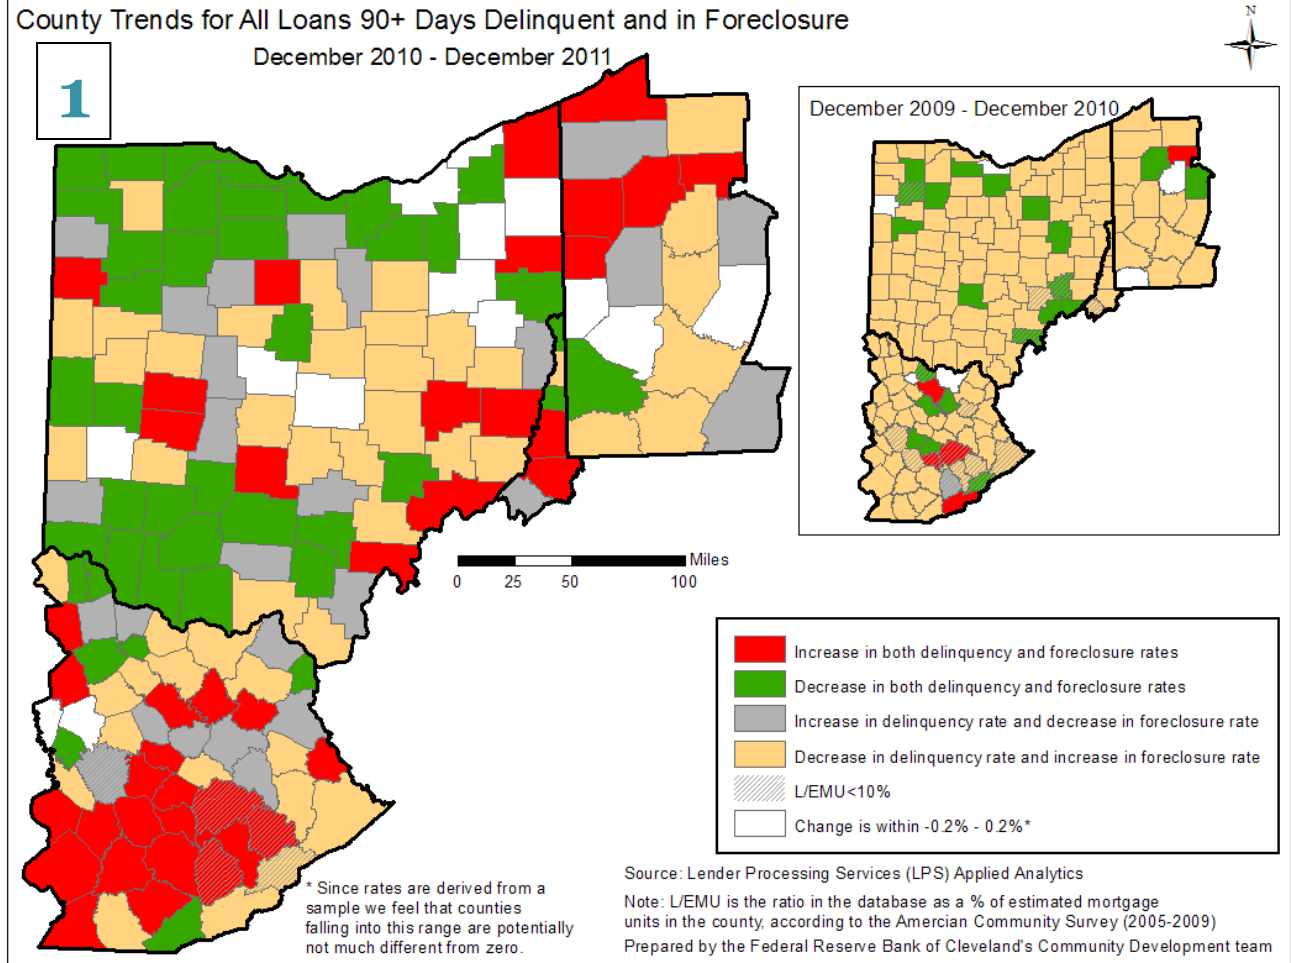 County Trends for All Loans 90+ Days Delinquent and in Foreclosure
N
December 2010 - December 2011
1
December 2009 - December 2010
Miles
0 25 50 100
Increase in both delinquency and foreclosure rates
Decrease in both delinquency and foreclosure rates
Increase in delinquency rate and decrease in foreclosure rate
Decrease in delinquency rate and increase in foreclosure rate
L/EMU<10%
Change is within -0.2% - 0.2%*
* Since rates are derived from a
sample we feel that counties
falling into this range are potentially
not much different from zero.
Source: Lender Processing Services (LPS) Applied Analytics
Note: L/EMU is the ratio in the database as a % of estimated mortgage
units in the county, according to the Amercian Community Survey (2005-2009)
Prepared by the Federal Reserve Bank of Cleveland's Community Development team